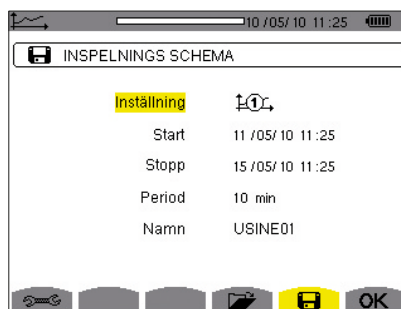 10 /05/ 10 11:25
INSPELNINGS SCHEMA
Inställning 1
Start 11 /05/ 10 11:25
Stopp 15 /05/ 10 11:25
Period 10 min
Namn USINE01
OK